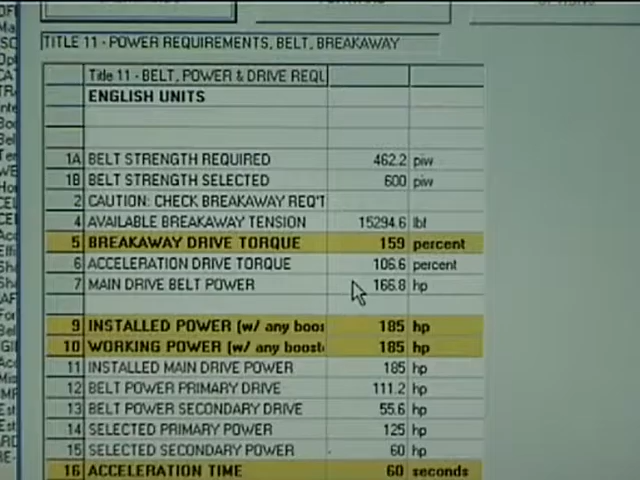 TITLE 11 - POWER REQUIREMENTS, BELT, BREAKAWAY
Title 11 - BELT, POWER & DRIVE REQU
ENGLISH UNITS
1A BELT STRENGTH REQUIRED 462.2 piw
1B BELT STRENGTH SELECTED 600 piw
2 CAUTION: CHECK BREAKAWAY REQ'T
4 AVAILABLE BREAKAWAY TENSION 15294.6 lbf
5 BREAKAWAY DRIVE TORQUE 159 percent
6 ACCELERATION DRIVE TORQUE 106.6 percent
7 MAIN DRIVE BELT POWER 166.8 hp
9 INSTALLED POWER (w/ any boos 185 hp
10 WORKING POWER (w/ any boost 185 hp
11 INSTALLED MAIN DRIVE POWER 185 hp
12 BELT POWER PRIMARY DRIVE 111.2 hp
13 BELT POWER SECONDARY DRIVE 55.6 hp
14 SELECTED PRIMARY POWER 125 hp
15 SELECTED SECONDARY POWER 60 hp
16 ACCELERATION TIME 60 seconds